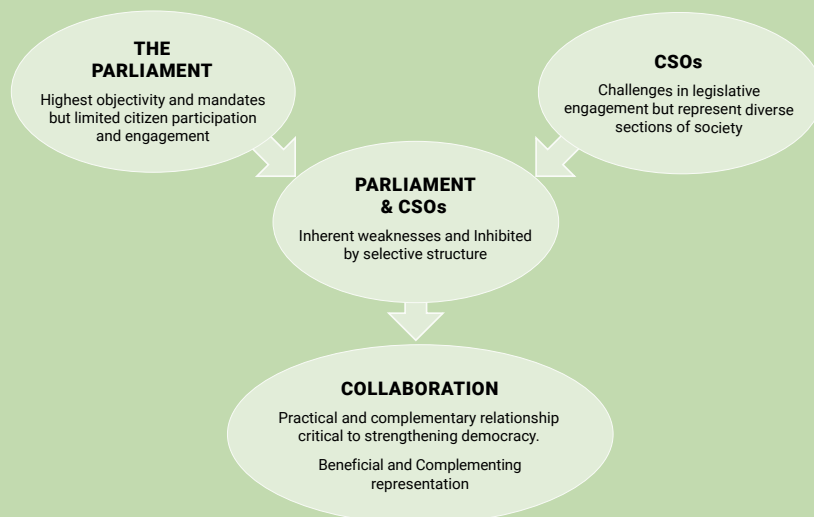 THE
PARLIAMENT
Highest objectivity and mandates
but limited citizen participation
and engagement
CSOs
Challenges in legislative
engagement but represent diverse
sections of society
PARLIAMENT
& CSOs
Inherent weaknesses and Inhibited
by selective structure
COLLABORATION
Practical and complementary relationship
critical to strengthening democracy.
Beneficial and Complementing
representation